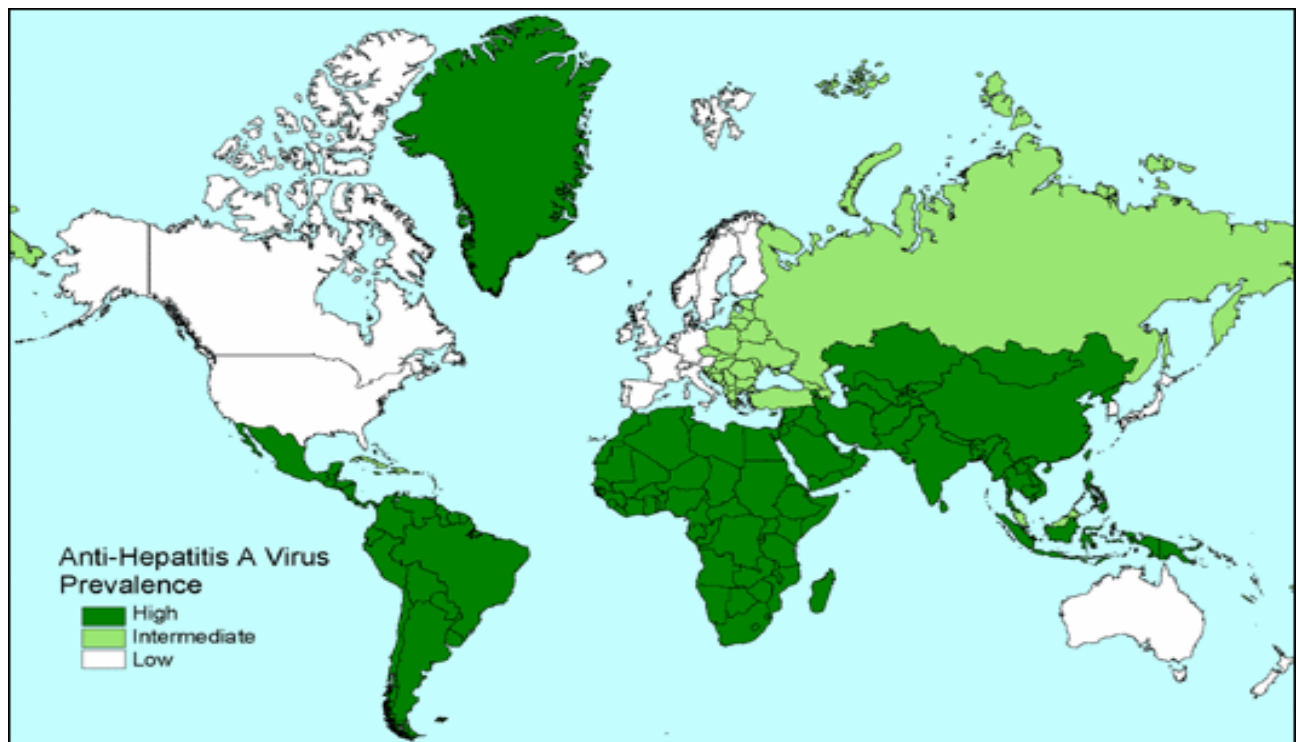 Anti-Hepatitis A Virus
Prevalence
High
Intermediate
Low